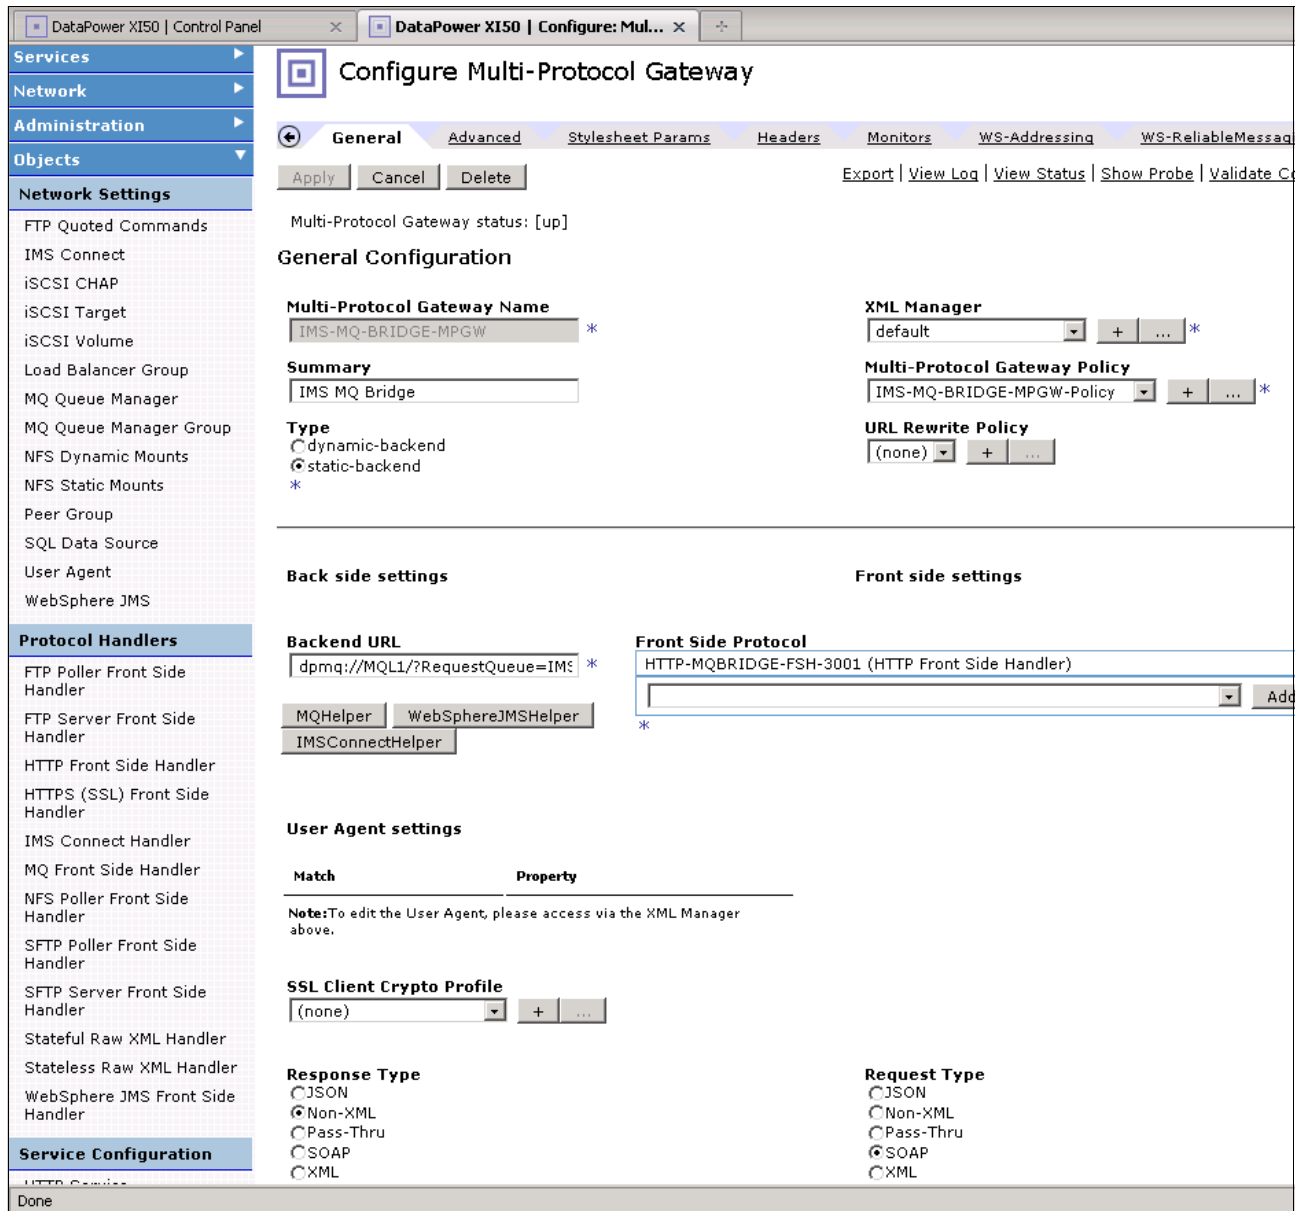 DataPower XI50 | Control Panel
DataPower XI50 | Configure: Mul...
Services
Network
Administration
Objects
Network Settings
FTP Quoted Commands
IMS Connect
iSCSI CHAP
iSCSI Target
iSCSI Volume
Load Balancer Group
MQ Queue Manager
MQ Queue Manager Group
NFS Dynamic Mounts
NFS Static Mounts
Peer Group
SQL Data Source
User Agent
WebSphere JMS
Protocol Handlers
FTP Poller Front Side
Handler
FTP Server Front Side
Handler
HTTP Front Side Handler
HTTPS (SSL) Front Side
Handler
IMS Connect Handler
MQ Front Side Handler
NFS Poller Front Side
Handler
SFTP Poller Front Side
Handler
SFTP Server Front Side
Handler
Stateful Raw XML Handler
Stateless Raw XML Handler
WebSphere JMS Front Side
Handler
Service Configuration
HTTP Service
Configure Multi-Protocol Gateway
General Advanced Stylesheet Params Headers Monitors WS-Addressing WS-ReliableMessagi
Apply Cancel Delete
Export | View Log | View Status | Show Probe | Validate Co
Multi-Protocol Gateway status: [up]
General Configuration
Multi-Protocol Gateway Name
IMS-MQ-BRIDGE-MPGW *
Summary
IMS MQ Bridge
Type
dynamic-backend
static-backend
*
XML Manager
default + ... *
Multi-Protocol Gateway Policy
IMS-MQ-BRIDGE-MPGW-Policy + ... *
URL Rewrite Policy
(none) + ...
Back side settings
Front side settings
Backend URL
dpmq://MQL1/?RequestQueue=IMS *
MQHelper WebSphereJMSHelper
IMSConnectHelper
Front Side Protocol
HTTP-MQBRIDGE-FSH-3001 (HTTP Front Side Handler)
Add
*
User Agent settings
Match Property
Note:To edit the User Agent, please access via the XML Manager
above.
SSL Client Crypto Profile
(none) + ...
Response Type
JSON
Non-XML
Pass-Thru
SOAP
XML
Request Type
JSON
Non-XML
Pass-Thru
SOAP
XML
Done